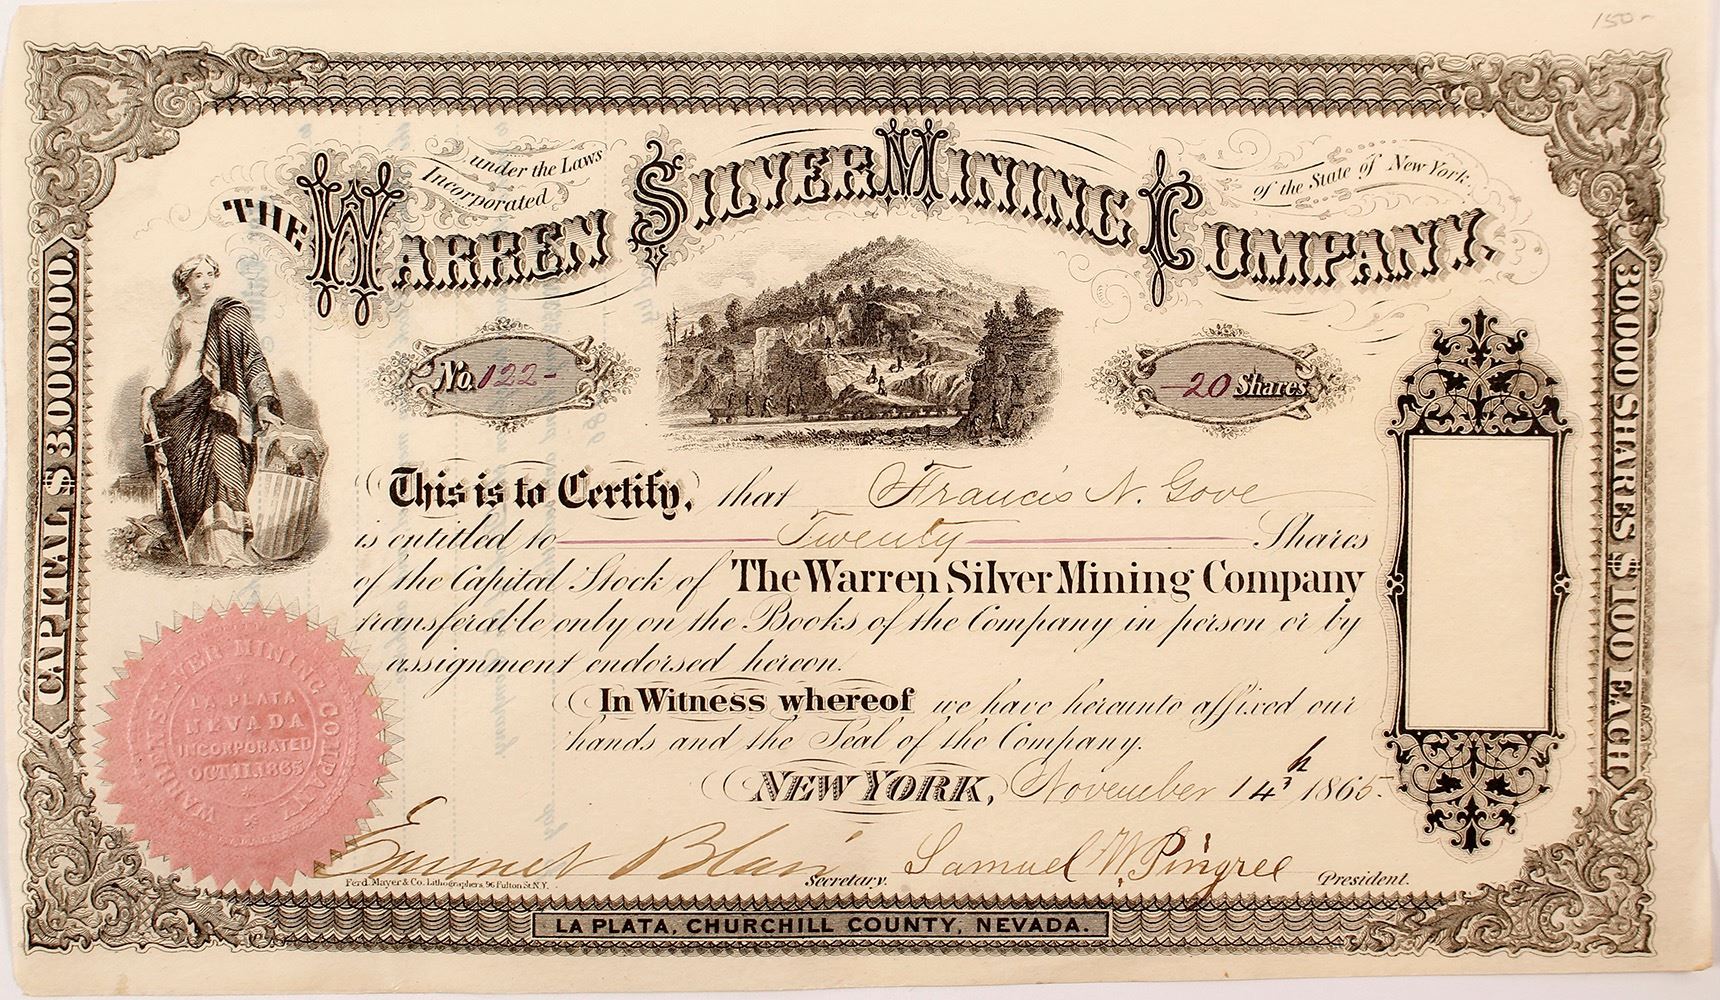 150-
under the Laws
Incorporated
of the State of New York
THE WARREN SILVER MINING COMPANY.
No. 122-
20 Shares
This is to Certify, that Francis N. Gove
is entitled to Twenty Shares
of the Capital Stock of The Warren Silver Mining Company
transferable only on the Books of the Company in person or by
assignment endorsed hereon.
In Witness whereof we have hereunto affixed our
hands and the Seal of the Company.
NEW YORK, November 14th 1865.
Emmet Blair Secretary. Samuel W. Pingree President.
Ferd. Mayer & Co. Lithographers, 96 Fulton St. N.Y.
LA PLATA, CHURCHILL COUNTY, NEVADA.
CAPITAL $3.000.000.
30,000 SHARES $100 EACH
WARREN SILVER MINING COMPANY
LA PLATA
NEVADA
INCORPORATED
OCT. 11. 1865